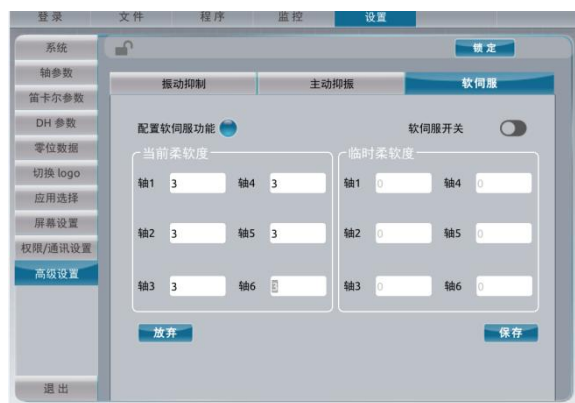 登录 文件 程序 监控 设置
系统
轴参数
笛卡尔参数
DH 参数
零位数据
切换 logo
应用选择
屏幕设置
权限/通讯设置
高级设置
退出
锁定
振动抑制 主动抑振 软伺服
配置软伺服功能 软伺服开关
当前柔软度
轴1 3 轴4 3
轴2 3 轴5 3
轴3 3 轴6 3
临时柔软度
轴1 0 轴4 0
轴2 0 轴5 0
轴3 0 轴6 0
放弃 保存